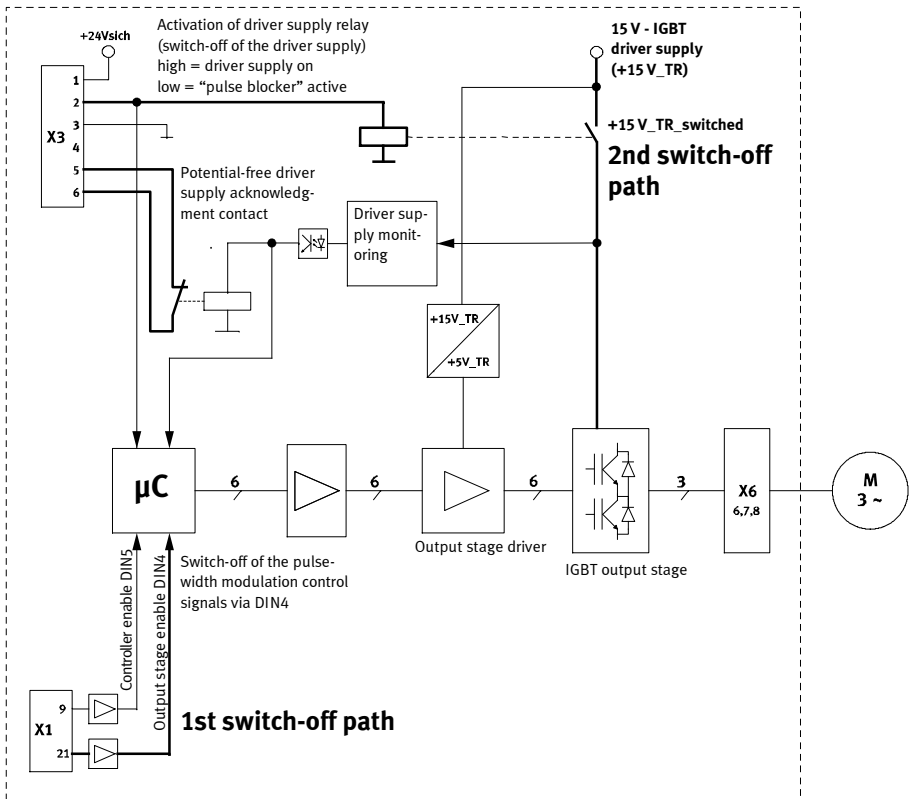 +24Vsich
Activation of driver supply relay
(switch-off of the driver supply)
high = driver supply on
low = “pulse blocker” active
15 V - IGBT
driver supply
(+15 V_TR)
X3
1
2
3
4
5
6
+15 V_TR_switched
2nd switch-off
path
Potential-free driver
supply acknowledg-
ment contact
Driver sup-
ply monit-
oring
+15V_TR
+5V_TR
µC
6
6
6
3
X6
6,7,8
M
3 ~
Output stage driver
IGBT output stage
Controller enable DIN5
Output stage enable DIN4
Switch-off of the pulse-
width modulation control
signals via DIN4
X1
9
21
1st switch-off path